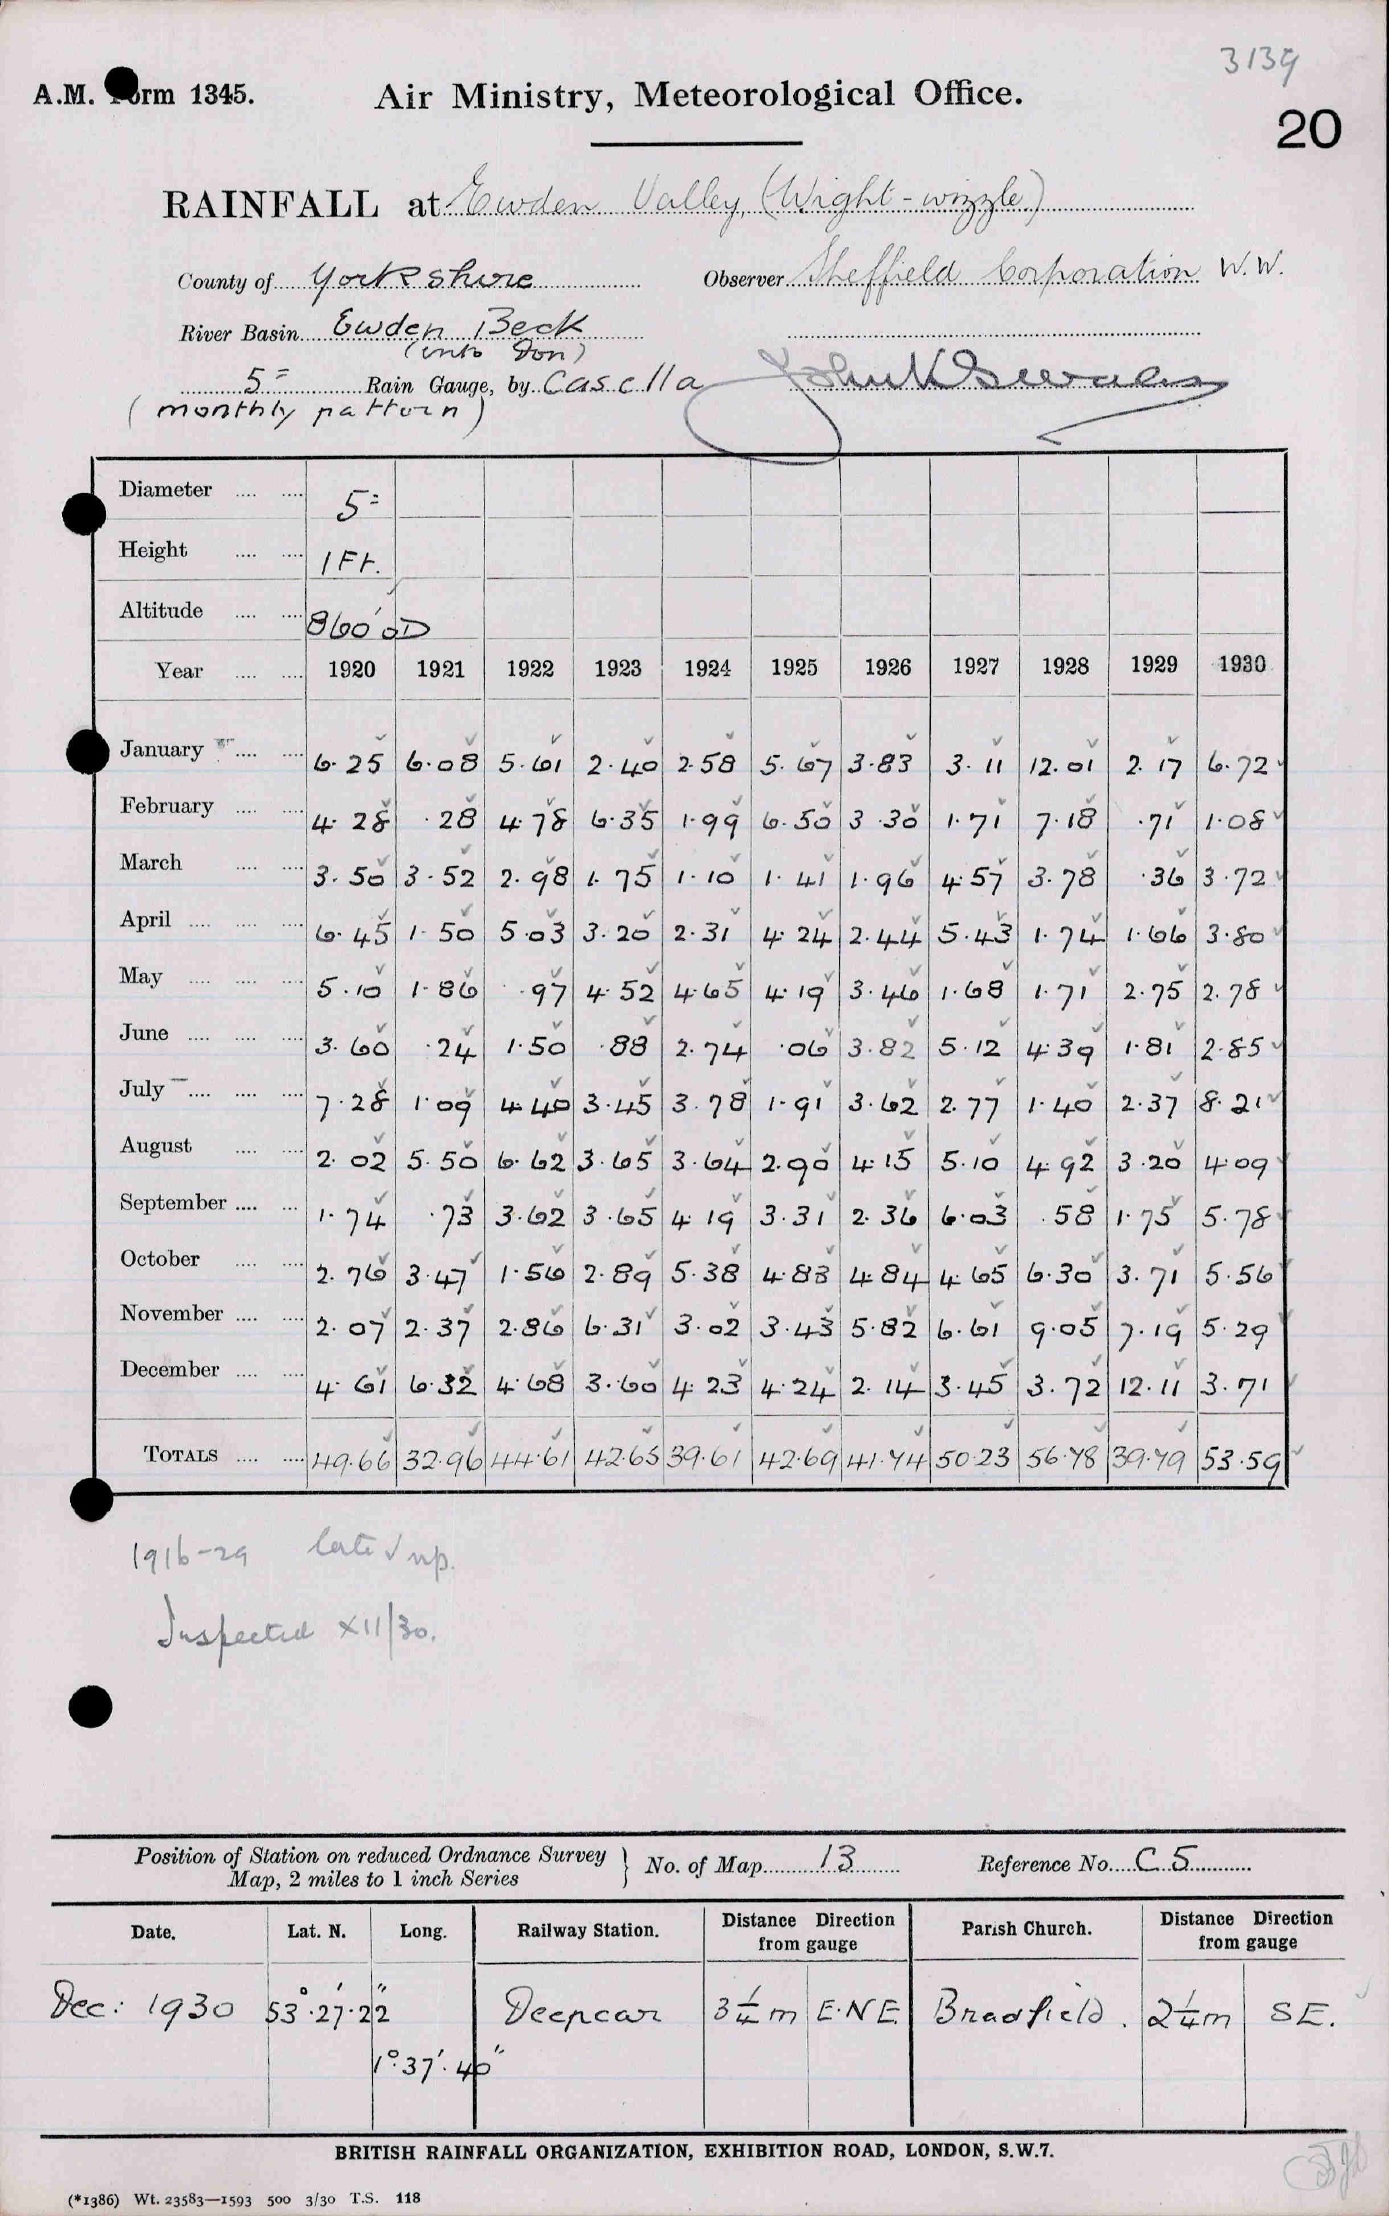 3139
A.M. Form 1345. Air Ministry, Meteorological Office.
20
RAINFALL at Ewden Valley, (Wight-wizzle)
County of Yorkshire Observer Sheffield Corporation W.W.
River Basin Ewden Beck
(into Don)
5" Rain Gauge, by Casella
(monthly pattern)
Diameter 5"
Height 1 Ft.
Altitude 860' OD
Year 1920 1921 1922 1923 1924 1925 1926 1927 1928 1929 1930
January 6.25 6.08 5.61 2.40 2.58 5.67 3.83 3.11 12.01 2.17 6.72
February 4.28 .28 4.78 6.35 1.99 6.50 3.30 1.71 7.18 .71 1.08
March 3.50 3.52 2.98 1.75 1.10 1.41 1.96 4.57 3.78 .36 3.72
April 6.45 1.50 5.03 3.20 2.31 4.24 2.44 5.43 1.74 1.66 3.80
May 5.10 1.86 .97 4.52 4.65 4.19 3.46 1.68 1.71 2.75 2.78
June 3.60 .24 1.50 .88 2.74 .06 3.82 5.12 4.39 1.81 2.85
July 7.28 1.09 4.40 3.45 3.78 1.91 3.62 2.77 1.40 2.37 8.21
August 2.02 5.50 6.62 3.65 3.64 2.90 4.15 5.10 4.92 3.20 4.09
September 1.74 .73 3.62 3.65 4.19 3.31 2.36 6.03 .58 1.75 5.78
October 2.76 3.47 1.56 2.89 5.38 4.83 4.84 4.65 6.30 3.71 5.56
November 2.07 2.37 2.86 6.31 3.02 3.43 5.82 6.61 9.05 7.19 5.29
December 4.61 6.32 4.68 3.60 4.23 4.24 2.14 3.45 3.72 12.11 3.71
TOTALS 49.66 32.96 44.61 42.65 39.61 42.69 41.74 50.23 56.78 39.79 53.59
1916-29 late up.
Inspected XII/30.
Position of Station on reduced Ordnance Survey Map, 2 miles to 1 inch Series } No. of Map 13 Reference No. C 5
Date. Lat. N. Long. Railway Station. Distance Direction from gauge Parish Church. Distance Direction from gauge
Dec: 1930 53°.27'.22" Deepcar 3¼ m E.N.E. Bradfield. 2¼ m SE.
1°.37'.40"
BRITISH RAINFALL ORGANIZATION, EXHIBITION ROAD, LONDON, S.W.7.
(*1386) Wt. 23583—1593 500 3/30 T.S. 118